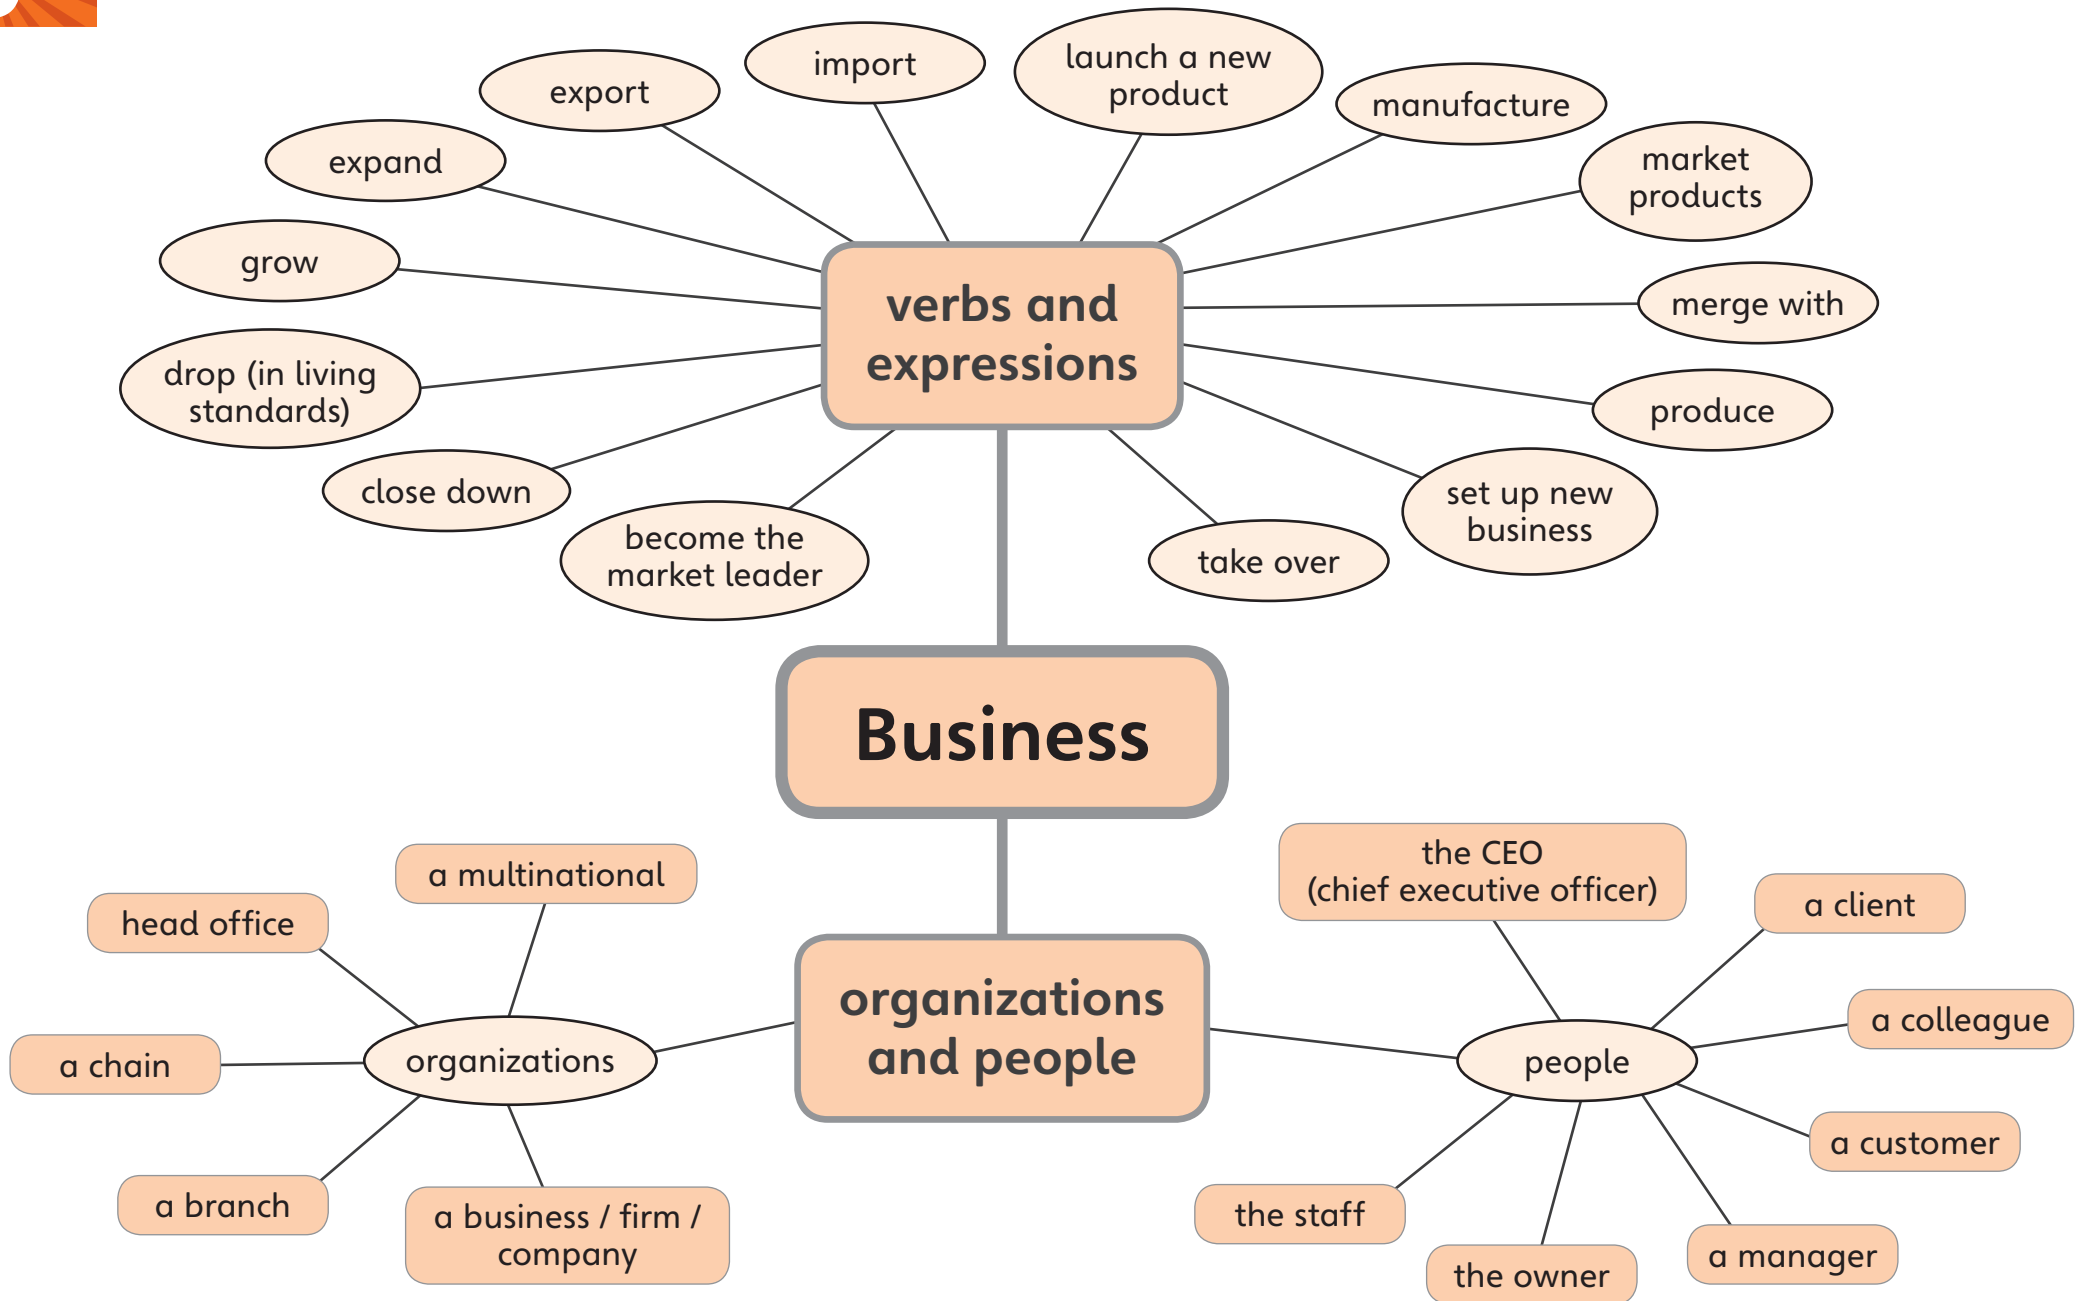 import
launch a new
product
export
manufacture
expand
market
products
grow
merge with
drop (in living
standards)
produce
close down
set up new
business
become the
market leader
take over
verbs and
expressions
Business
organizations
and people
organizations
a multinational
head office
a chain
a branch
a business / firm /
company
people
the CEO
(chief executive officer)
a client
a colleague
a customer
a manager
the owner
the staff